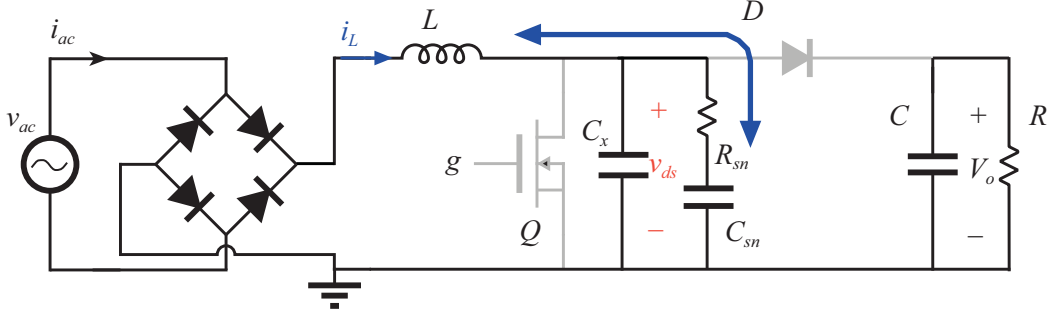 i_ac
i_L
L
D
v_ac
g
Q
C_x
+
v_ds
−
R_sn
C_sn
C
+
V_o
−
R